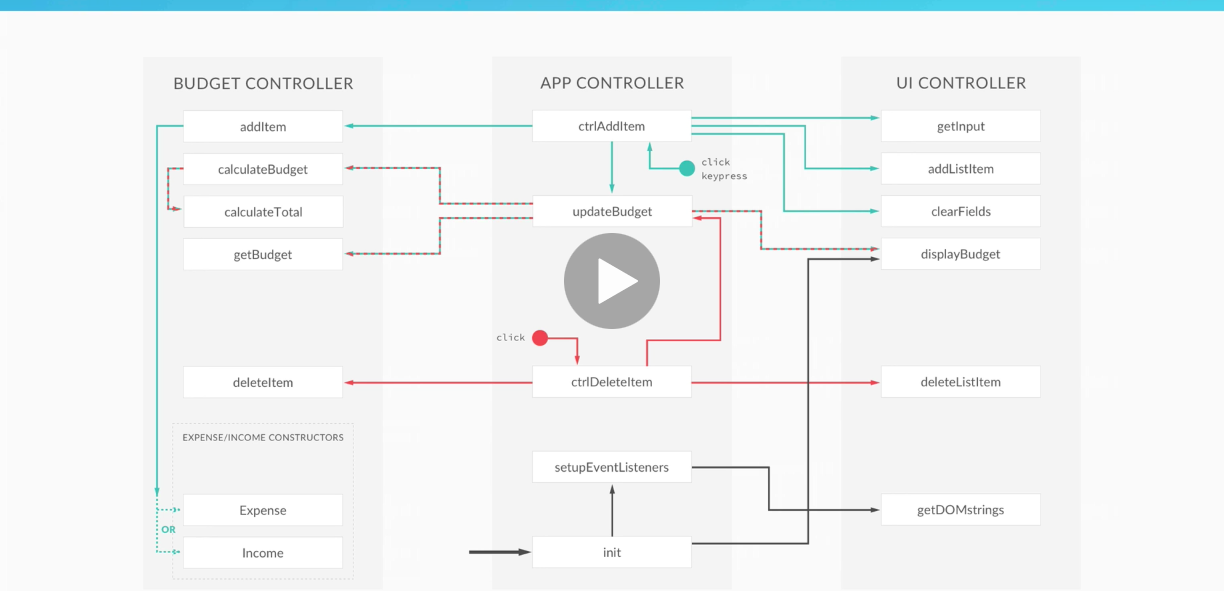 BUDGET CONTROLLER
APP CONTROLLER
UI CONTROLLER
addItem
ctrlAddItem
getInput
calculateBudget
click
keypress
addListItem
calculateTotal
updateBudget
clearFields
getBudget
displayBudget
click
deleteItem
ctrlDeleteItem
deleteListItem
EXPENSE/INCOME CONSTRUCTORS
setupEventListeners
Expense
getDOMstrings
OR
Income
init